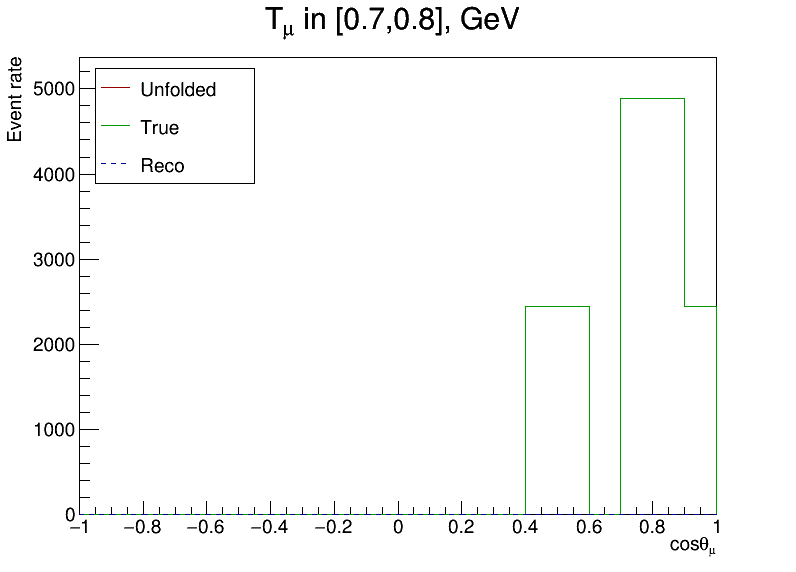 Tμ in [0.7,0.8], GeV
Event rate
Unfolded
True
Reco
5000
4000
3000
2000
1000
0
−1 −0.8 −0.6 −0.4 −0.2 0 0.2 0.4 0.6 0.8 1
cosθμ